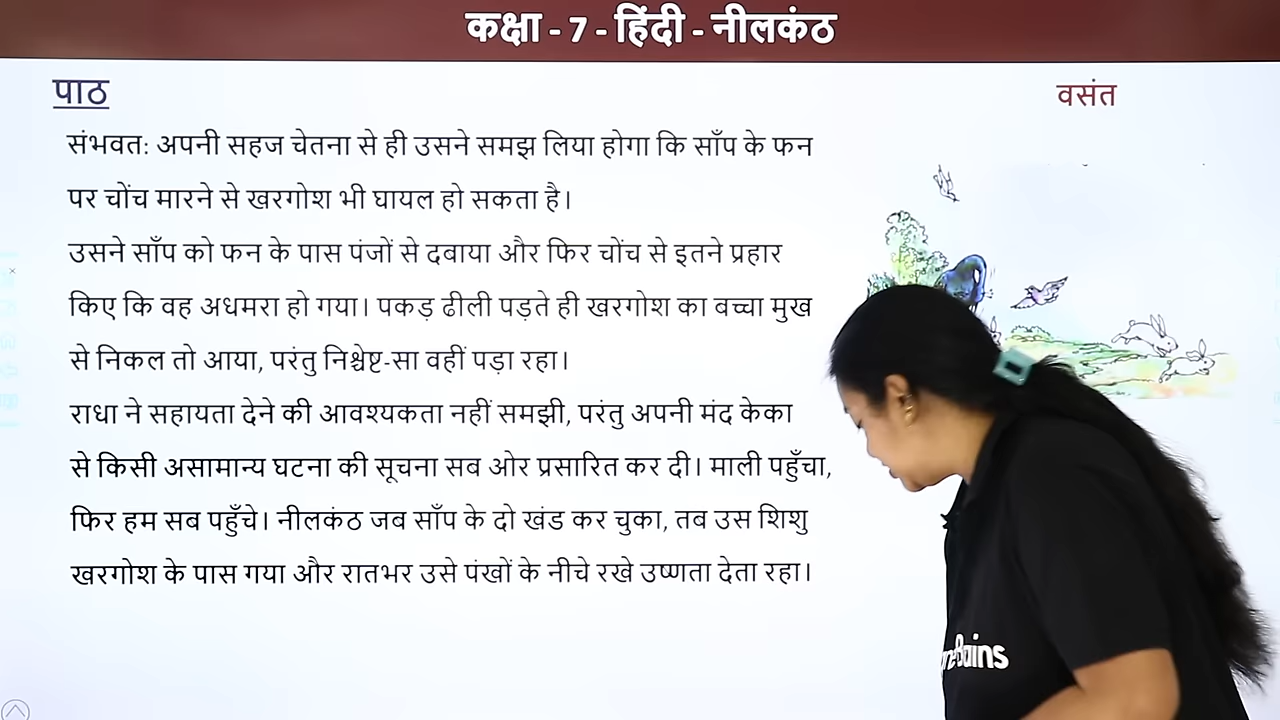 कक्षा - 7 - हिंदी - नीलकंठ
पाठ
वसंत
संभवत: अपनी सहज चेतना से ही उसने समझ लिया होगा कि साँप के फन
पर चोंच मारने से खरगोश भी घायल हो सकता है।
उसने साँप को फन के पास पंजों से दबाया और फिर चोंच से इतने प्रहार
किए कि वह अधमरा हो गया। पकड़ ढीली पड़ते ही खरगोश का बच्चा मुख
से निकल तो आया, परंतु निश्चेष्ट-सा वहीं पड़ा रहा।
राधा ने सहायता देने की आवश्यकता नहीं समझी, परंतु अपनी मंद केका
से किसी असामान्य घटना की सूचना सब ओर प्रसारित कर दी। माली पहुँचा,
फिर हम सब पहुँचे। नीलकंठ जब साँप के दो खंड कर चुका, तब उस शिशु
खरगोश के पास गया और रातभर उसे पंखों के नीचे रखे उष्णता देता रहा।